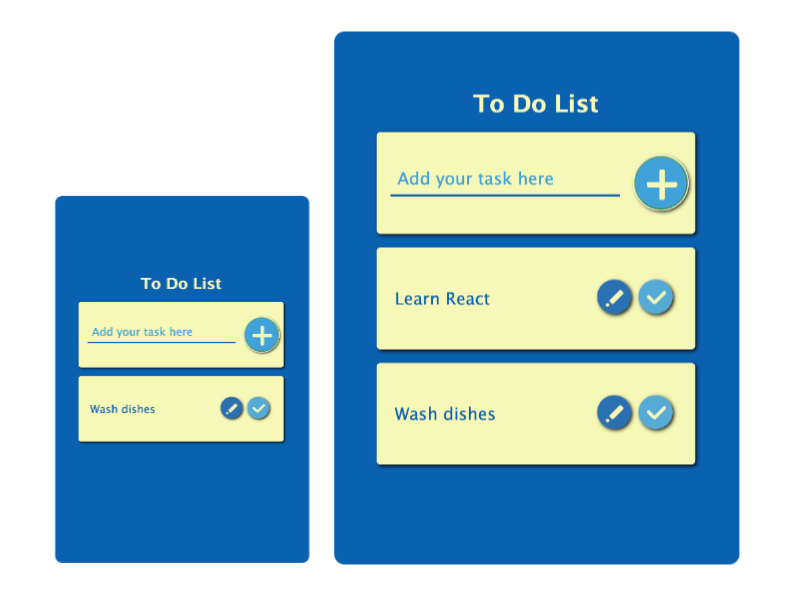 To Do List
Add your task here
Wash dishes
To Do List
Add your task here
Learn React
Wash dishes